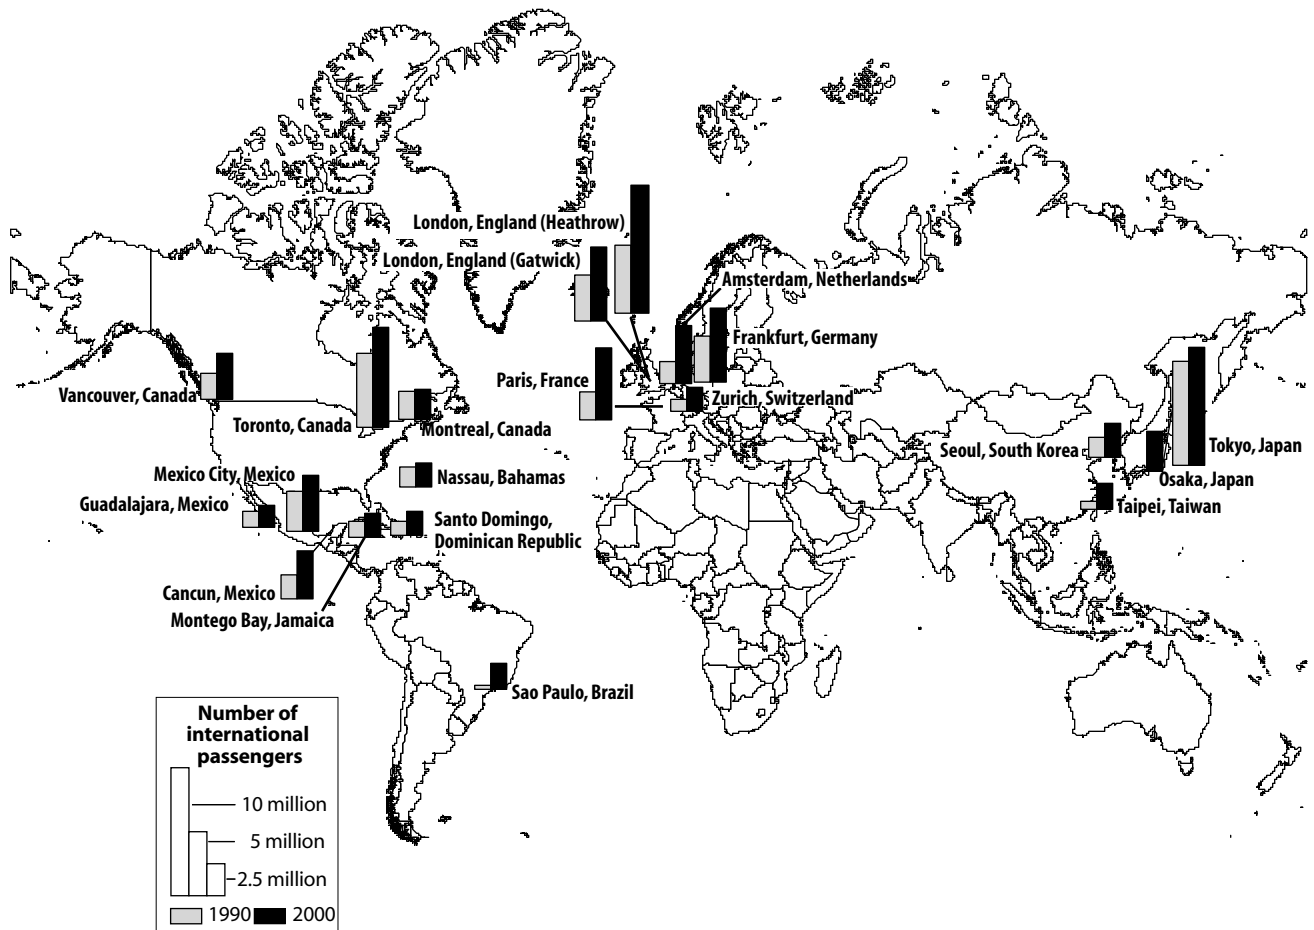 London, England (Heathrow)
London, England (Gatwick)
Amsterdam, Netherlands
Frankfurt, Germany
Paris, France
Zurich, Switzerland
Vancouver, Canada
Toronto, Canada
Montreal, Canada
Seoul, South Korea
Tokyo, Japan
Osaka, Japan
Taipei, Taiwan
Mexico City, Mexico
Nassau, Bahamas
Guadalajara, Mexico
Santo Domingo,
Dominican Republic
Cancun, Mexico
Montego Bay, Jamaica
Sao Paulo, Brazil
Number of
international
passengers
10 million
5 million
2.5 million
1990 2000